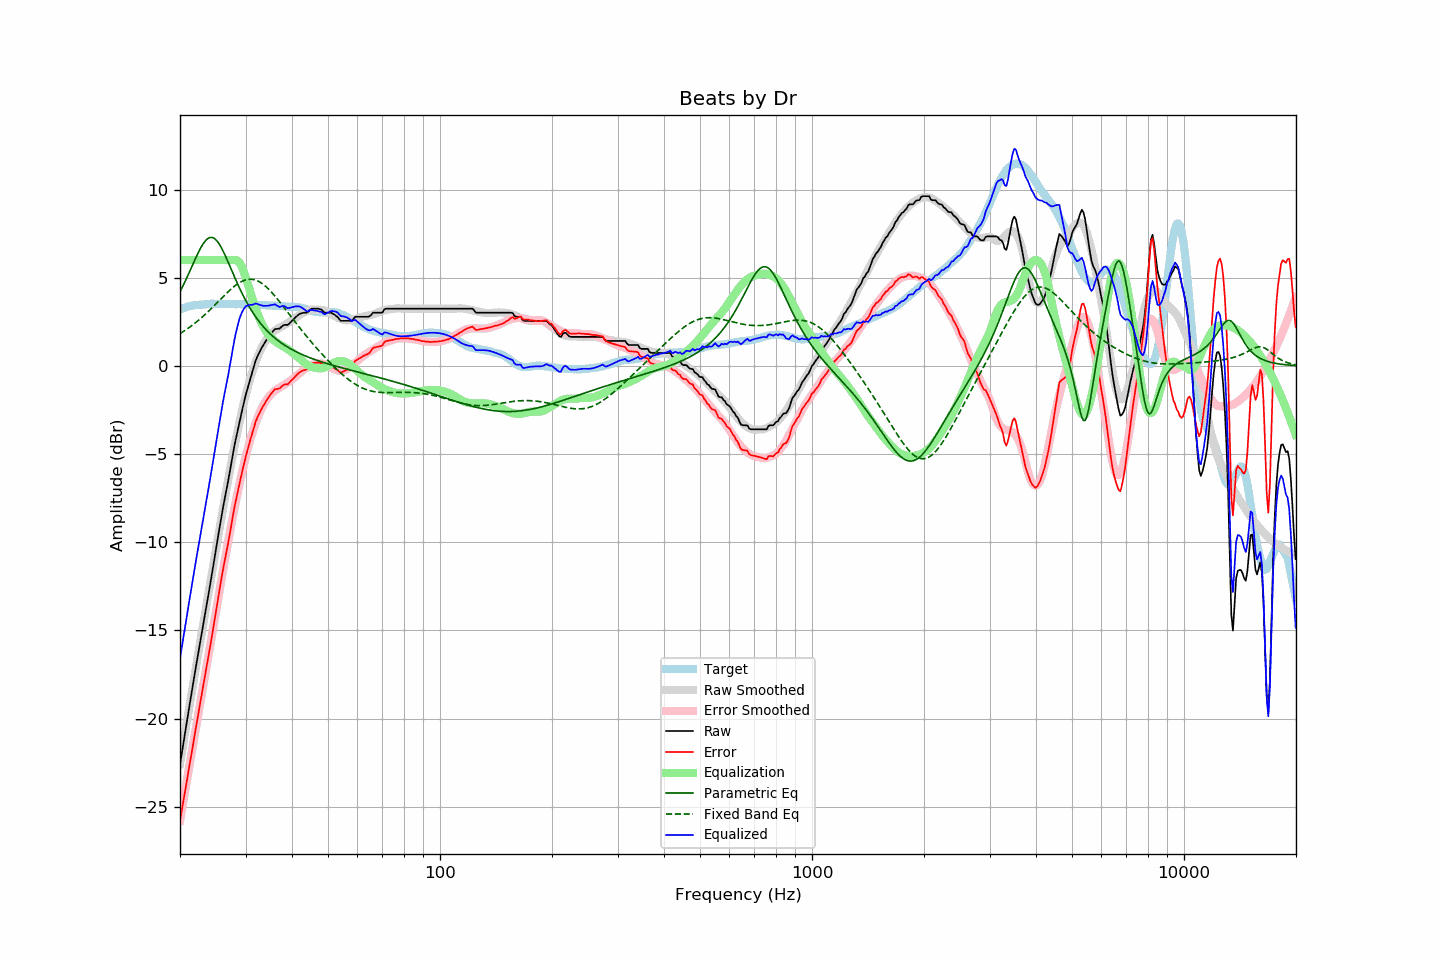 Beats by Dr
10
5
0
−5
−10
−15
−20
−25
Amplitude (dBr)
Target
Raw Smoothed
Error Smoothed
Raw
Error
Equalization
Parametric Eq
Fixed Band Eq
Equalized
100
1000
10000
Frequency (Hz)